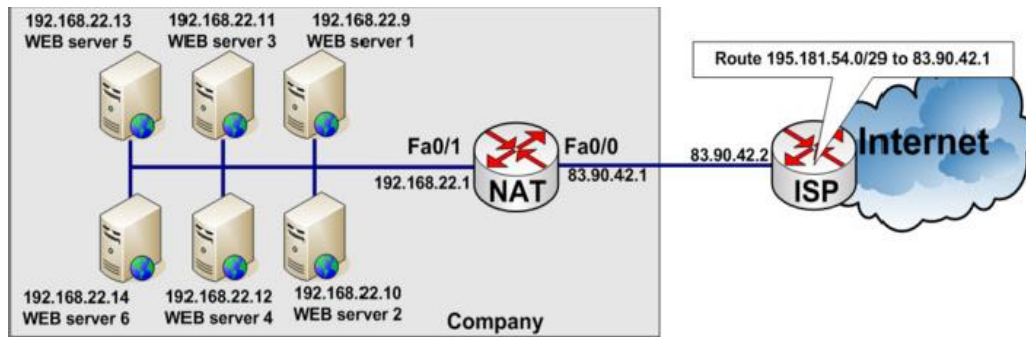 192.168.22.13
WEB server 5
192.168.22.11
WEB server 3
192.168.22.9
WEB server 1
Route 195.181.54.0/29 to 83.90.42.1
Internet
Fa0/1
Fa0/0
192.168.22.1
83.90.42.1
83.90.42.2
NAT
ISP
192.168.22.14
WEB server 6
192.168.22.12
WEB server 4
192.168.22.10
WEB server 2
Company